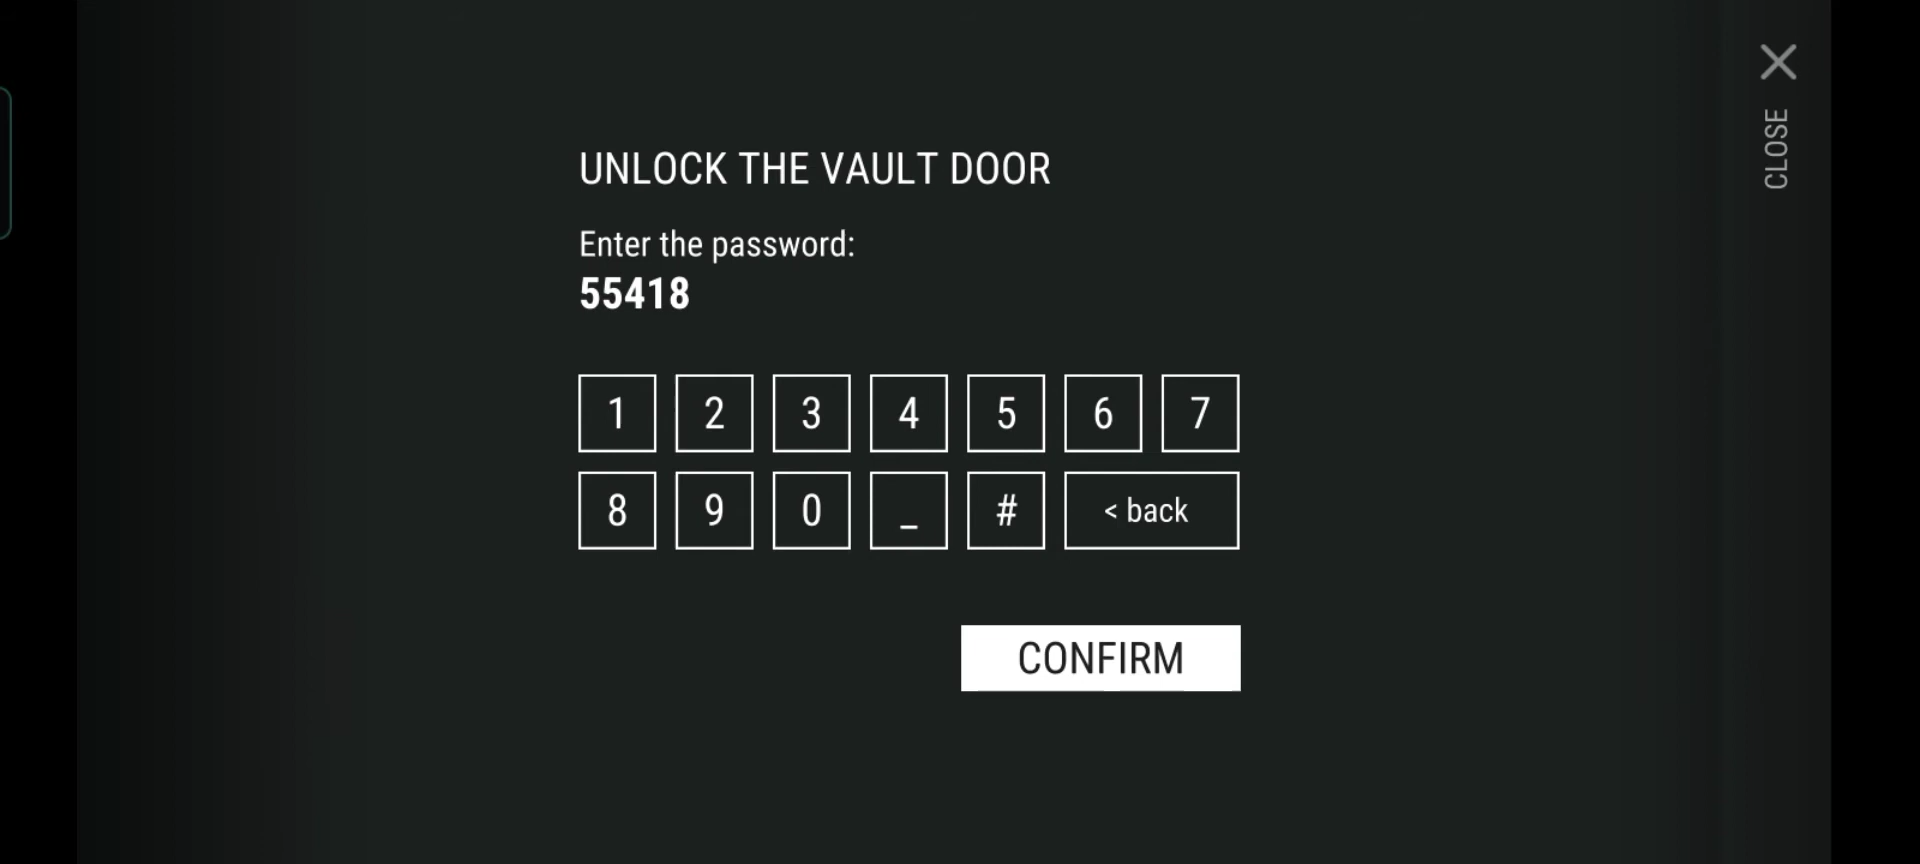 CLOSE
UNLOCK THE VAULT DOOR
Enter the password:
55418
1 2 3 4 5 6 7
8 9 0 _ # < back
CONFIRM